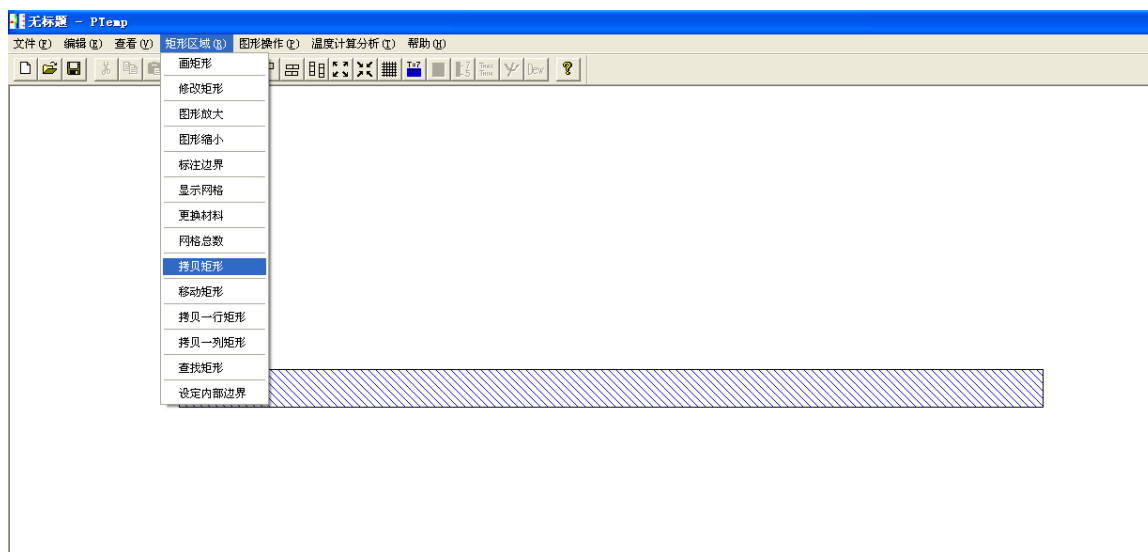 无标题 - PTemp
文件(F) 编辑(E) 查看(V) 矩形区域(R) 图形操作(P) 温度计算分析(T) 帮助(H)
T=?
Dew
?
画矩形
修改矩形
图形放大
图形缩小
标注边界
显示网格
更换材料
网格总数
拷贝矩形
移动矩形
拷贝一行矩形
拷贝一列矩形
查找矩形
设定内部边界